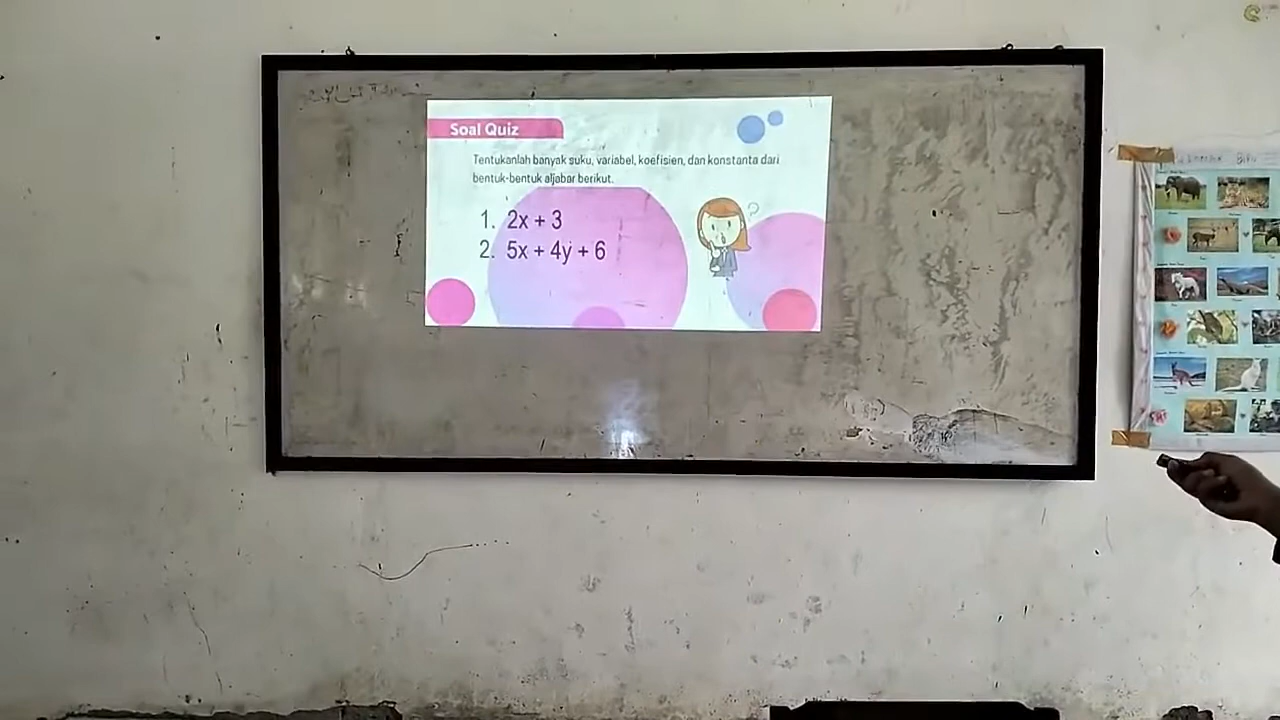 Soal Quiz
Tentukanlah banyak suku, variabel, koefisien, dan konstanta dari
bentuk-bentuk aljabar berikut.
1. 2x + 3
2. 5x + 4y + 6
?